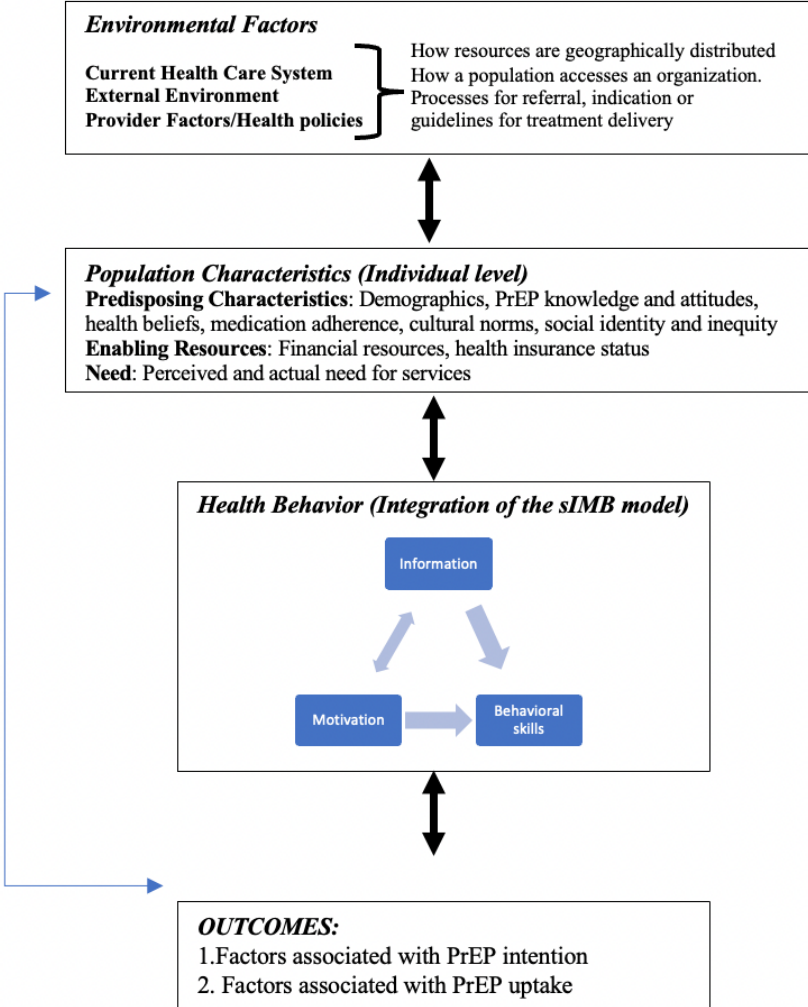 Environmental Factors
Current Health Care System
External Environment
Provider Factors/Health policies
How resources are geographically distributed
How a population accesses an organization.
Processes for referral, indication or
guidelines for treatment delivery
Population Characteristics (Individual level)
Predisposing Characteristics: Demographics, PrEP knowledge and attitudes,
health beliefs, medication adherence, cultural norms, social identity and inequity
Enabling Resources: Financial resources, health insurance status
Need: Perceived and actual need for services
Health Behavior (Integration of the sIMB model)
Information
Motivation
Behavioral
skills
OUTCOMES:
1.Factors associated with PrEP intention
2. Factors associated with PrEP uptake